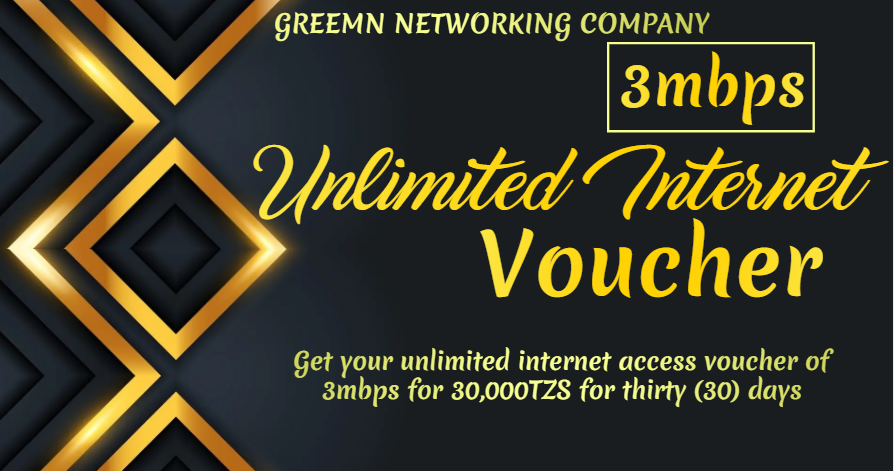 GREEMN NETWORKING COMPANY
3mbps
Unlimited Internet
Voucher
Get your unlimited internet access voucher of
3mbps for 30,000TZS for thirty (30) days